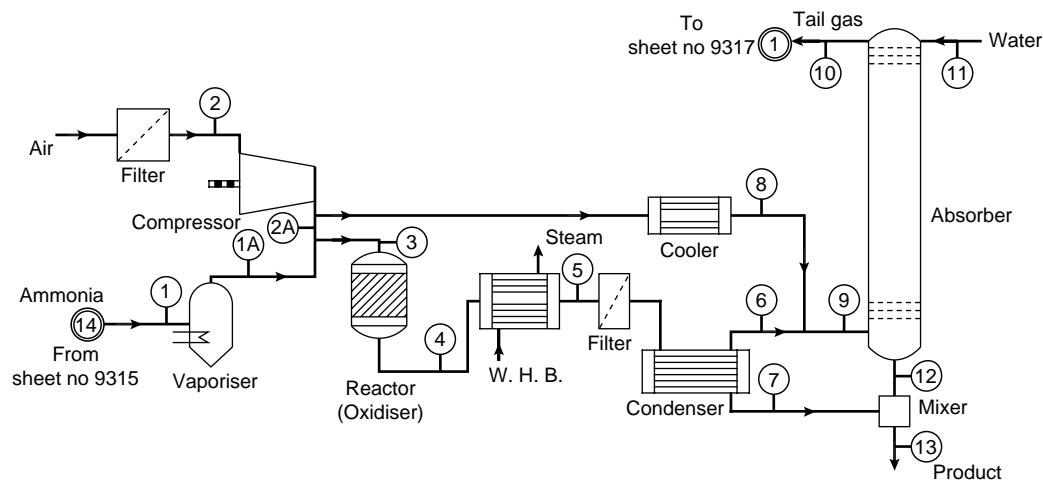 To
sheet no 9317
1
Tail gas
10
Water
11
2
Air
Filter
Compressor
2A
1A
3
8
Cooler
Absorber
Steam
5
Ammonia
14
1
From
sheet no 9315
Vaporiser
4
Reactor
(Oxidiser)
W. H. B.
Filter
6
9
Condenser
7
12
Mixer
13
Product